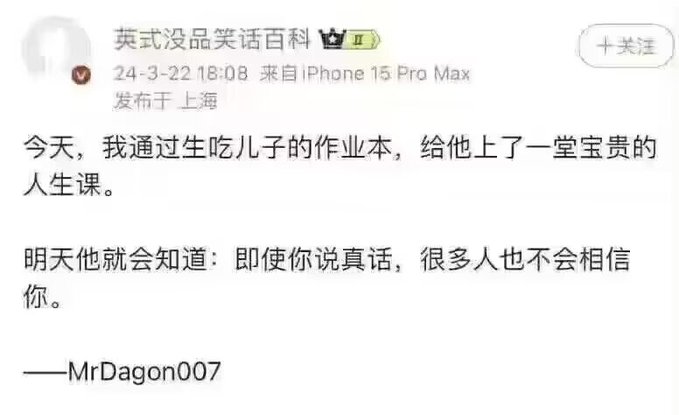 英式没品笑话百科 II
+关注
24-3-22 18:08 来自iPhone 15 Pro Max
发布于 上海
今天，我通过生吃儿子的作业本，给他上了一堂宝贵的
人生课。
明天他就会知道：即使你说真话，很多人也不会相信
你。
——MrDagon007